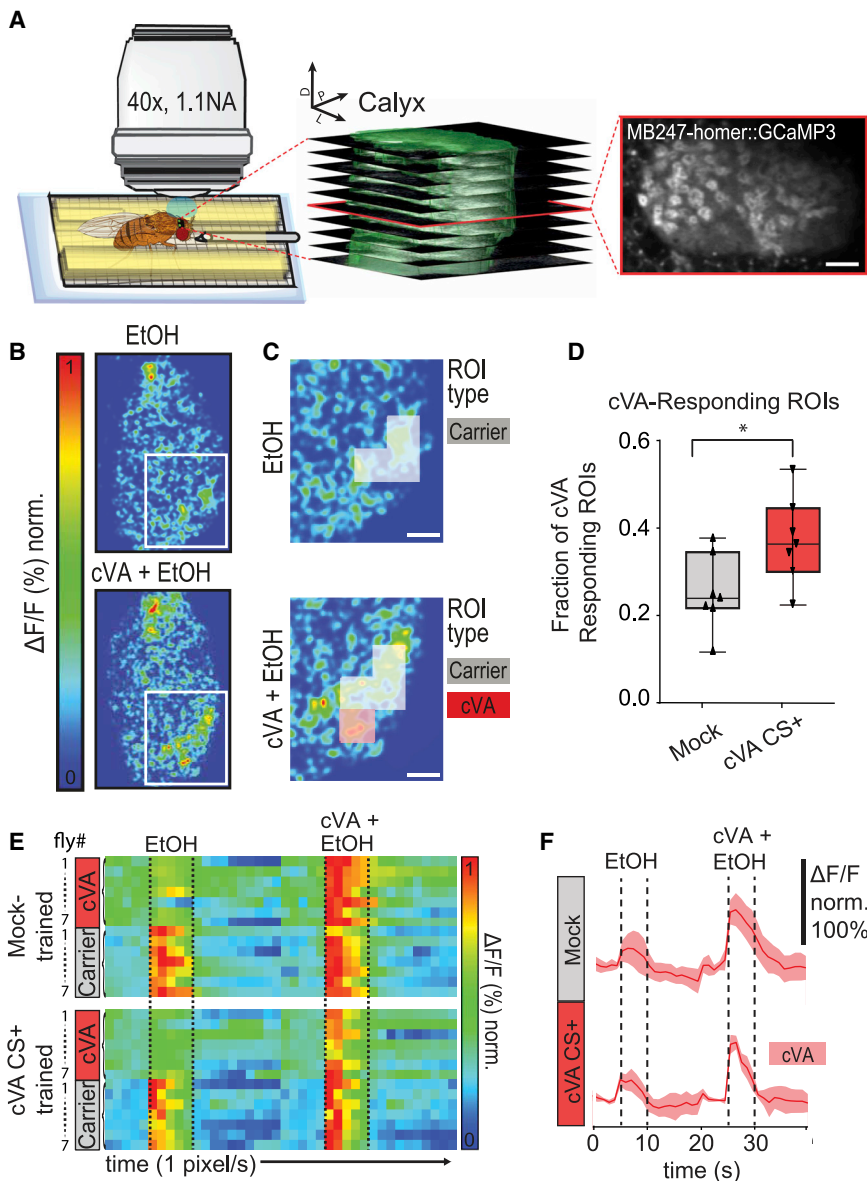 A
40x, 1.1NA
D
P
L
Calyx
MB247-homer::GCaMP3
B
EtOH
cVA + EtOH
ΔF/F (%) norm.
1
0
C
EtOH
ROI
type
Carrier
cVA + EtOH
ROI
type
Carrier
cVA
D
cVA-Responding ROIs
*
Fraction of cVA
Responding ROIs
0.6
0.4
0.2
0.0
Mock
cVA CS+
E
fly#
EtOH
cVA +
EtOH
Mock-
trained
1
7
cVA
Carrier
1
7
cVA CS+
trained
1
7
cVA
Carrier
1
7
time (1 pixel/s)
1
0
ΔF/F (%) norm.
F
EtOH
cVA +
EtOH
ΔF/F
norm.
100%
Mock
cVA CS+
cVA
0
10
20
30
time (s)